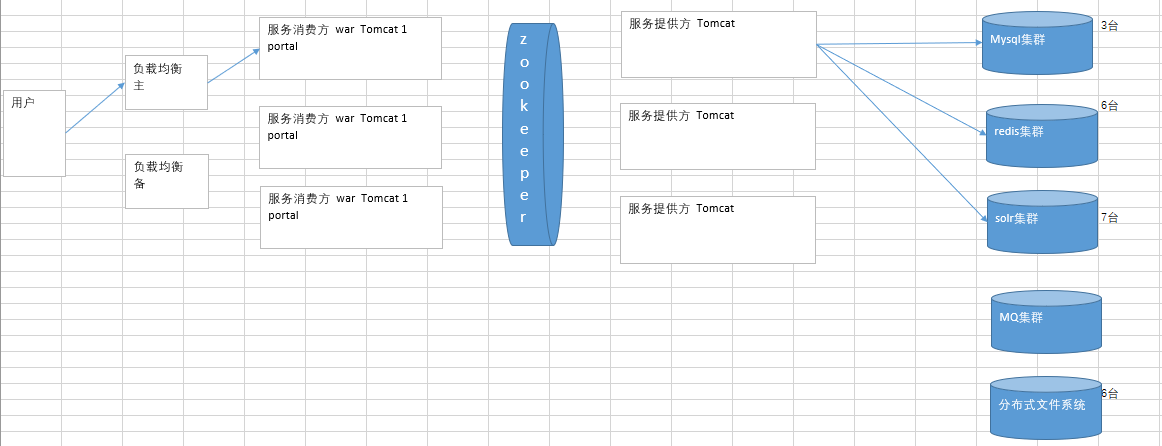 用户
负载均衡
主
负载均衡
备
服务消费方 war Tomcat 1
portal
服务消费方 war Tomcat 1
portal
服务消费方 war Tomcat 1
portal
zookeeper
服务提供方 Tomcat
服务提供方 Tomcat
服务提供方 Tomcat
Mysql集群
3台
redis集群
6台
solr集群
7台
MQ集群
分布式文件系统
6台